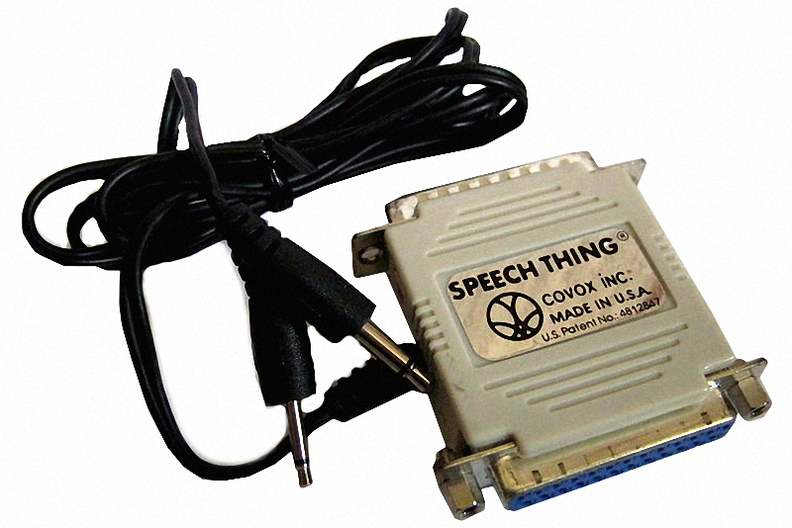 SPEECH THING®
COVOX INC.
MADE IN U.S.A.
U.S. Patent No.: 4812847